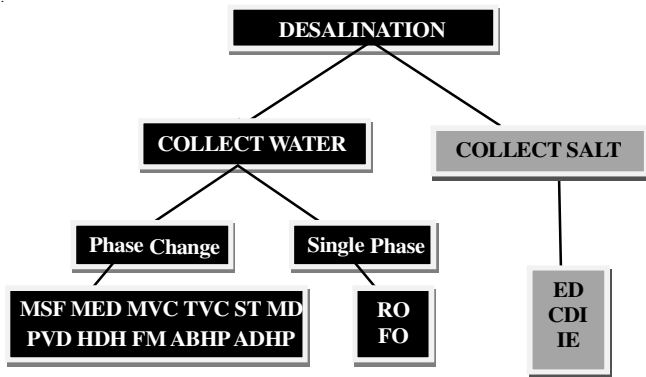 DESALINATION
COLLECT WATER
COLLECT SALT
Phase Change
Single Phase
MSF MED MVC TVC ST MD
PVD HDH FM ABHP ADHP
RO
FO
ED
CDI
IE